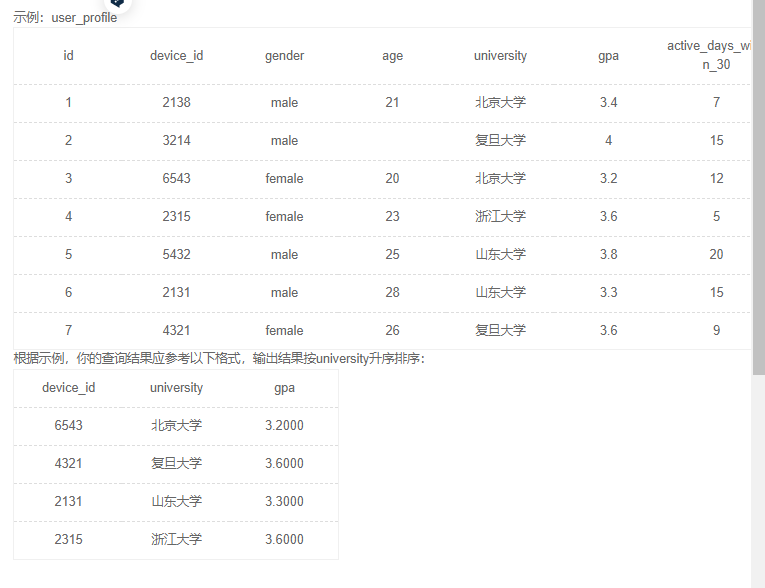 示例：user_profile
id device_id gender age university gpa active_days_wi
n_30
1 2138 male 21 北京大学 3.4 7
2 3214 male 复旦大学 4 15
3 6543 female 20 北京大学 3.2 12
4 2315 female 23 浙江大学 3.6 5
5 5432 male 25 山东大学 3.8 20
6 2131 male 28 山东大学 3.3 15
7 4321 female 26 复旦大学 3.6 9
根据示例，你的查询结果应参考以下格式，输出结果按university升序排序：
device_id university gpa
6543 北京大学 3.2000
4321 复旦大学 3.6000
2131 山东大学 3.3000
2315 浙江大学 3.6000